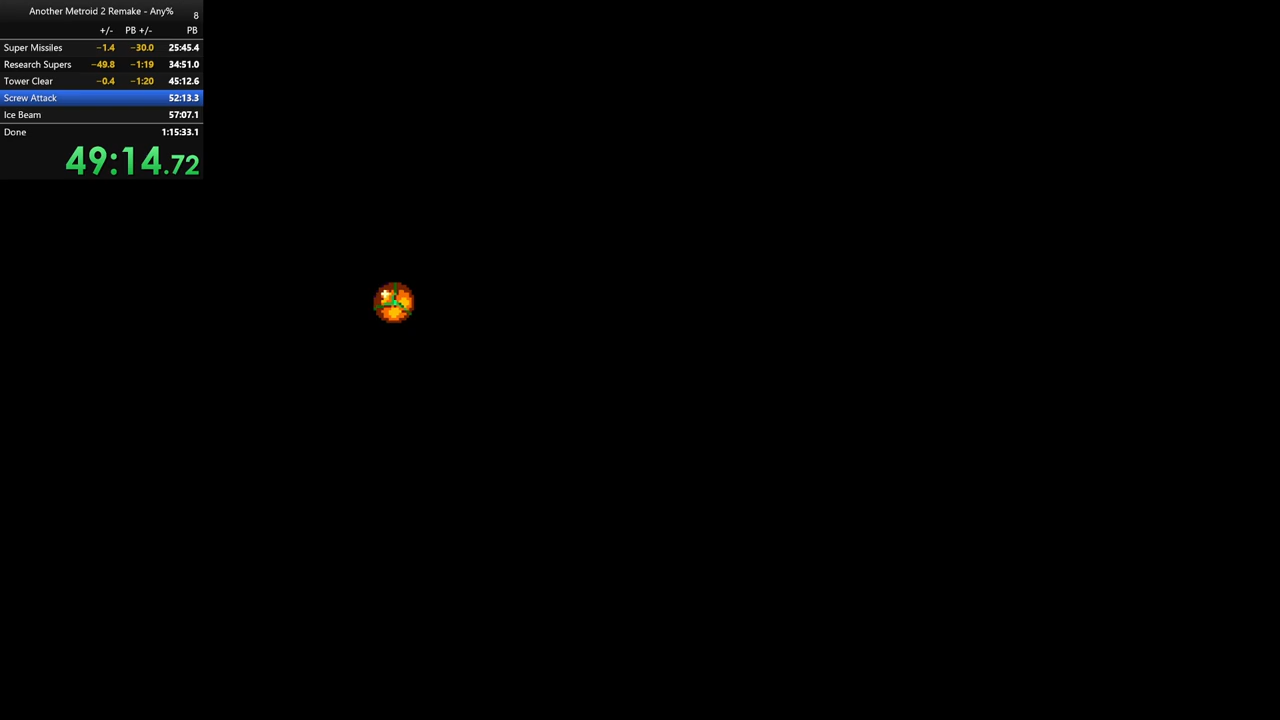 Another Metroid 2 Remake - Any%
8
+/- PB +/- PB
Super Missiles −1.4 −30.0 25:45.4
Research Supers −49.8 −1:19 34:51.0
Tower Clear −0.4 −1:20 45:12.6
Screw Attack 52:13.3
Ice Beam 57:07.1
Done 1:15:33.1
49:14.72